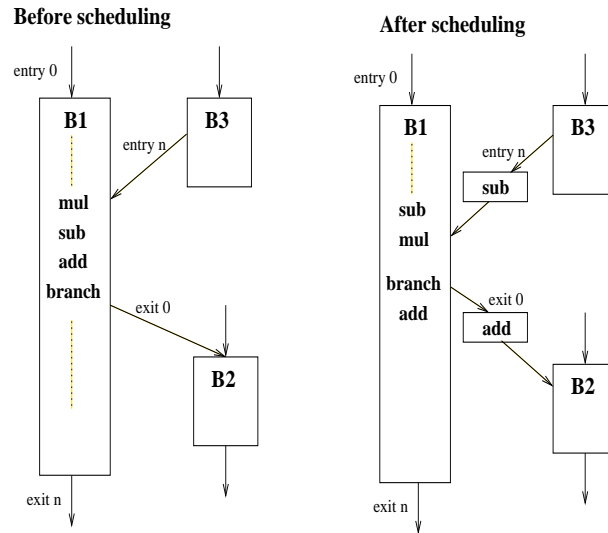 Before scheduling
entry 0
B1
B3
entry n
mul
sub
add
branch
exit 0
B2
exit n
After scheduling
entry 0
B1
B3
entry n
sub
sub
mul
branch
exit 0
add
add
B2
exit n